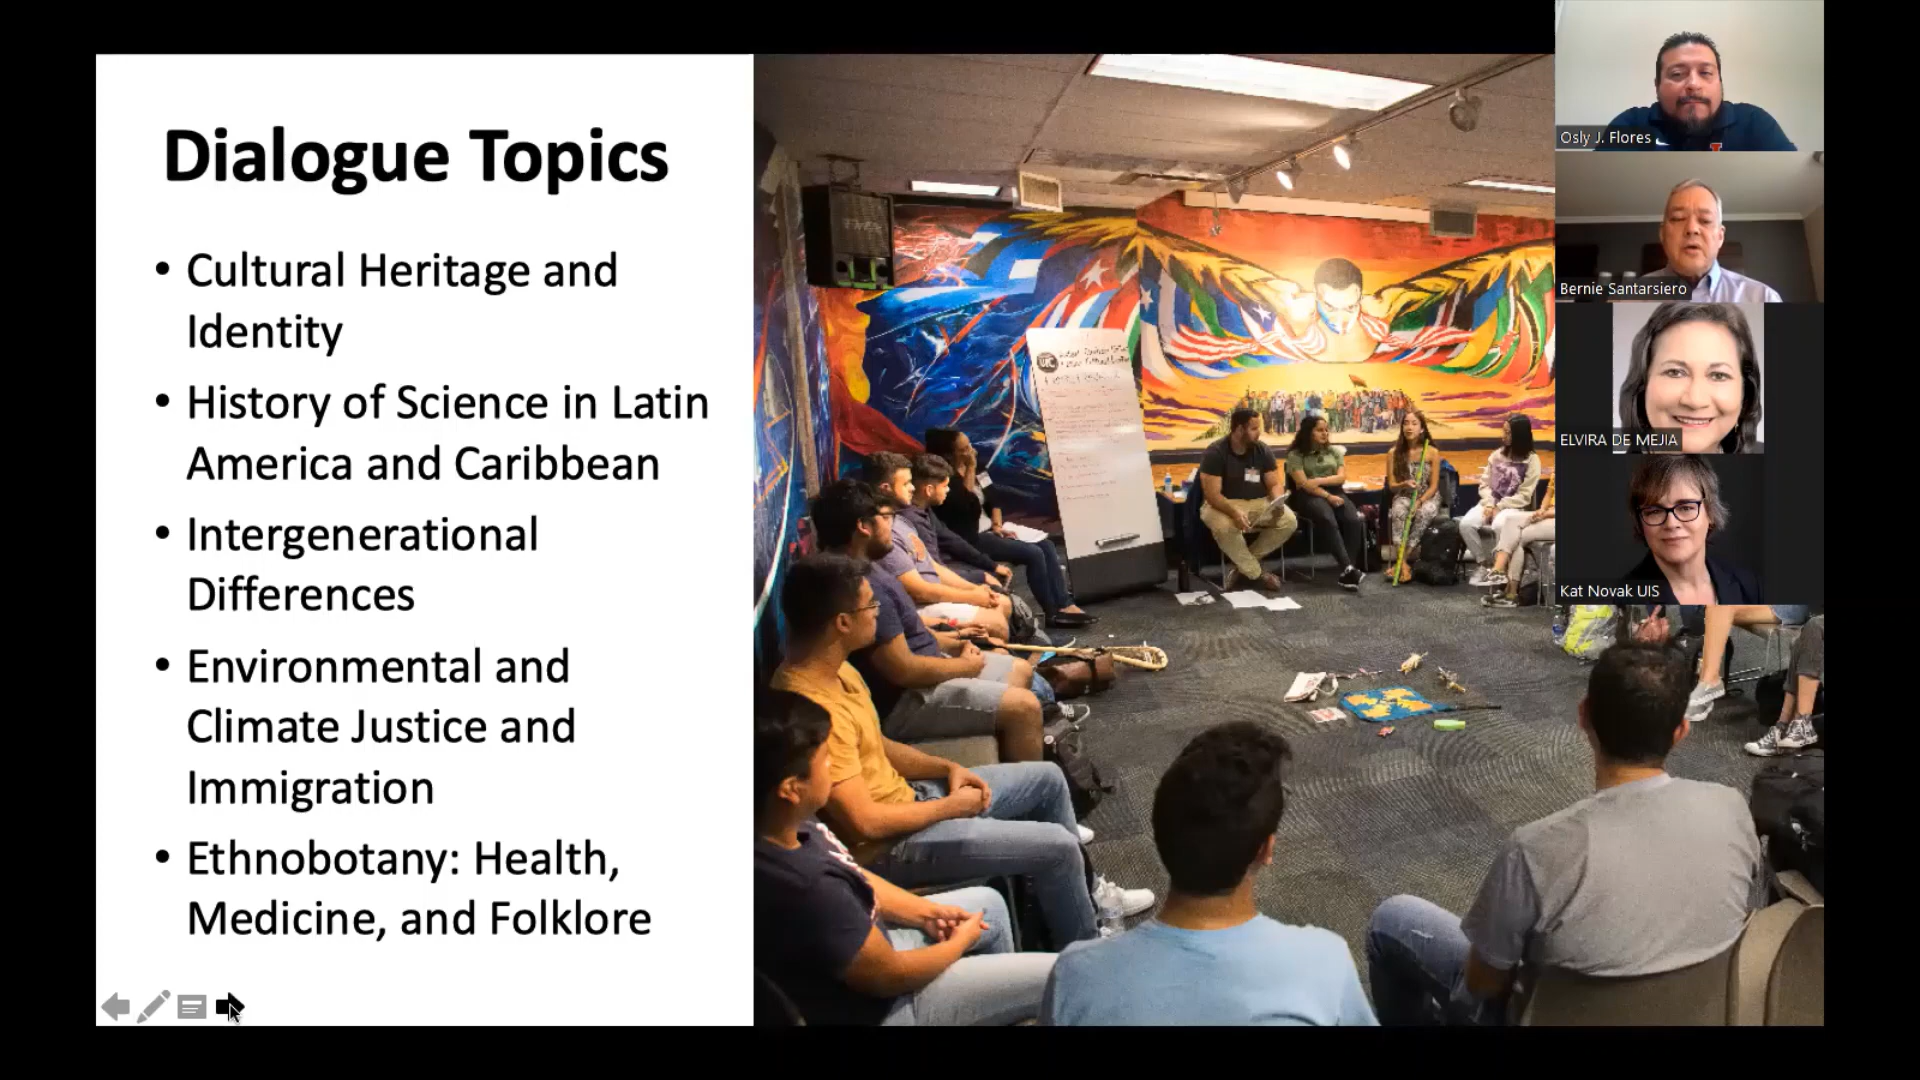 Dialogue Topics
• Cultural Heritage and
Identity
• History of Science in Latin
America and Caribbean
• Intergenerational
Differences
• Environmental and
Climate Justice and
Immigration
• Ethnobotany: Health,
Medicine, and Folklore
UIC
Osly J. Flores
Bernie Santarsiero
ELVIRA DE MEJIA
Kat Novak UIS